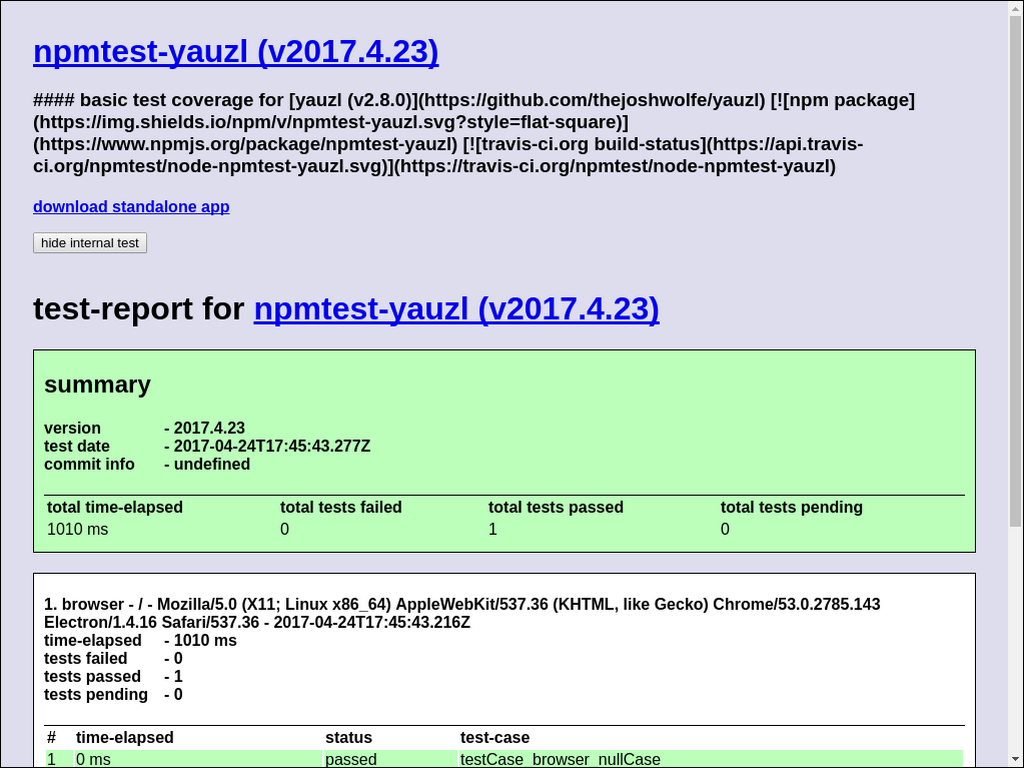 npmtest-yauzl (v2017.4.23)
#### basic test coverage for [yauzl (v2.8.0)](https://github.com/thejoshwolfe/yauzl) [![npm package]
(https://img.shields.io/npm/v/npmtest-yauzl.svg?style=flat-square)]
(https://www.npmjs.org/package/npmtest-yauzl) [![travis-ci.org build-status](https://api.travis-
ci.org/npmtest/node-npmtest-yauzl.svg)](https://travis-ci.org/npmtest/node-npmtest-yauzl)
download standalone app
hide internal test
test-report for npmtest-yauzl (v2017.4.23)
summary
version - 2017.4.23
test date - 2017-04-24T17:45:43.277Z
commit info - undefined
total time-elapsed total tests failed total tests passed total tests pending
1010 ms 0 1 0
1. browser - / - Mozilla/5.0 (X11; Linux x86_64) AppleWebKit/537.36 (KHTML, like Gecko) Chrome/53.0.2785.143
Electron/1.4.16 Safari/537.36 - 2017-04-24T17:45:43.216Z
time-elapsed - 1010 ms
tests failed - 0
tests passed - 1
tests pending - 0
# time-elapsed status test-case
1 0 ms passed testCase_browser_nullCase